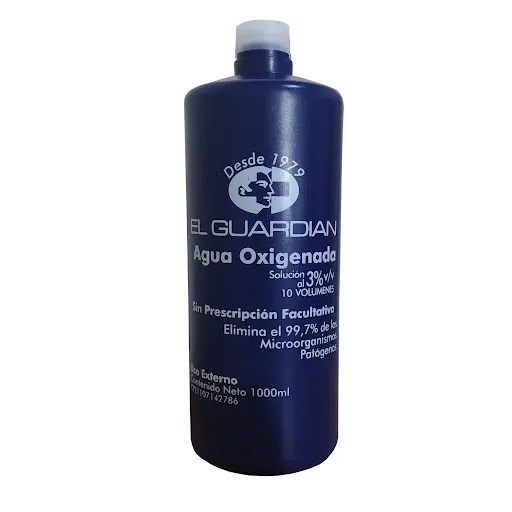 Desde 1979
EL GUARDIAN
Agua Oxigenada
Solución
al 3% v/v
10 VOLUMENES
Sin Prescripción Facultativa
Elimina el 99,7% de los
Microorganismos
Patógenos
Uso Externo
Contenido Neto 1000ml